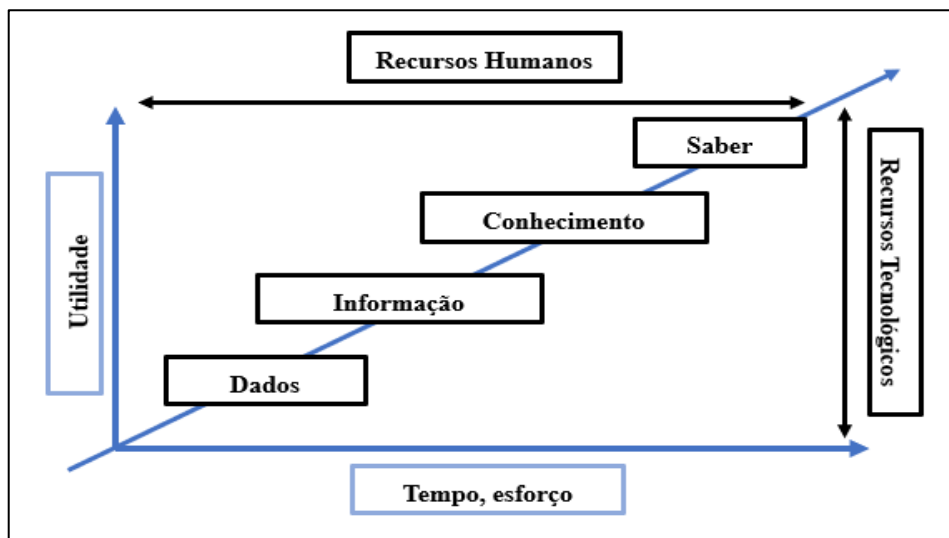 Recursos Humanos
Saber
Conhecimento
Informação
Dados
Utilidade
Recursos Tecnológicos
Tempo, esforço